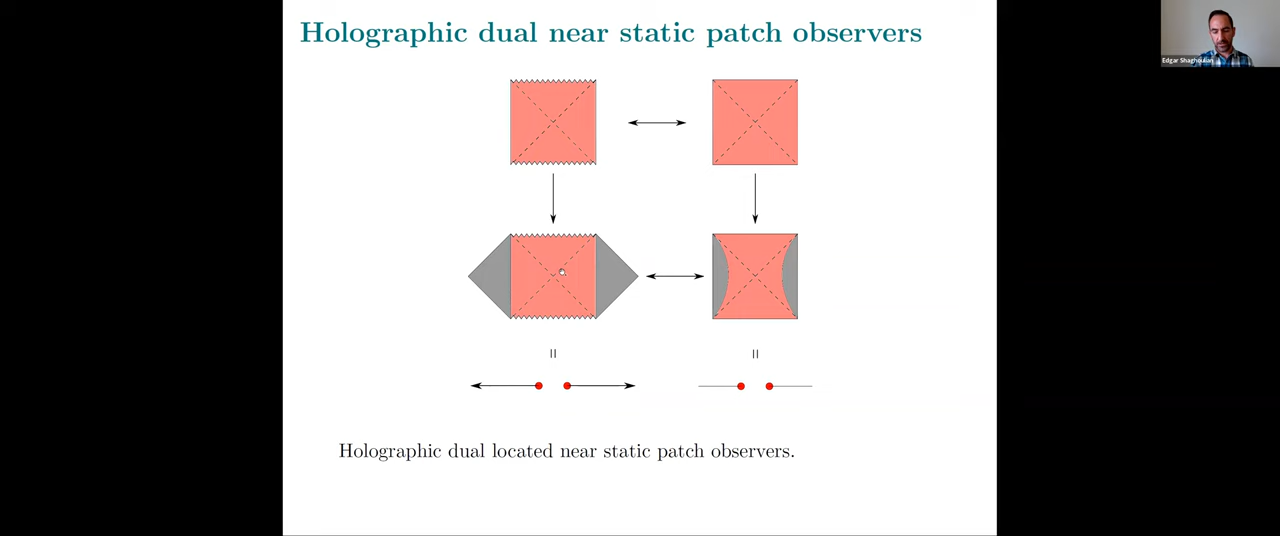 Holographic dual near static patch observers
Edgar Shaghoulian
Holographic dual located near static patch observers.